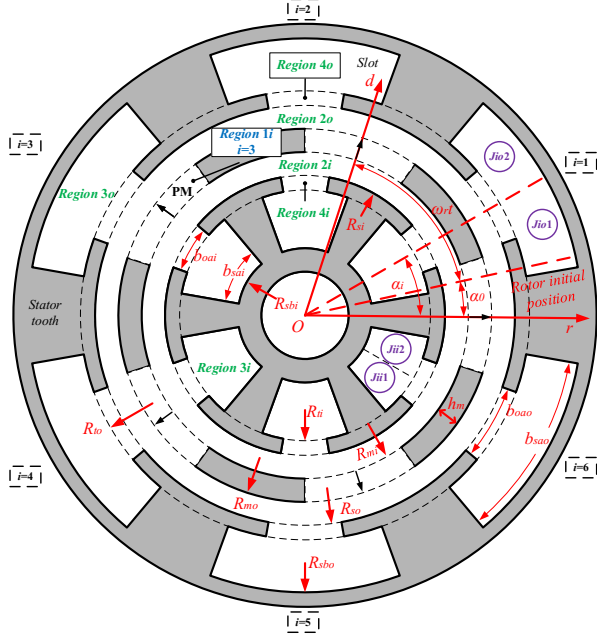 i=2
Region 4o
Slot
d
Region 2o
Region 1i
i=3
i=3
Jio2
i=1
Region 2i
PM
Region 3o
ωrt
Region 4i
Rsi
Jio1
boai
bsai
αi
α0
Rotor initial
position
Rsbi
Stator
tooth
O
r
Jii2
Jii1
Region 3i
Rto
Rti
Rmi
hm
boao
bsao
i=4
Rmo
Rso
i=6
Rsbo
i=5